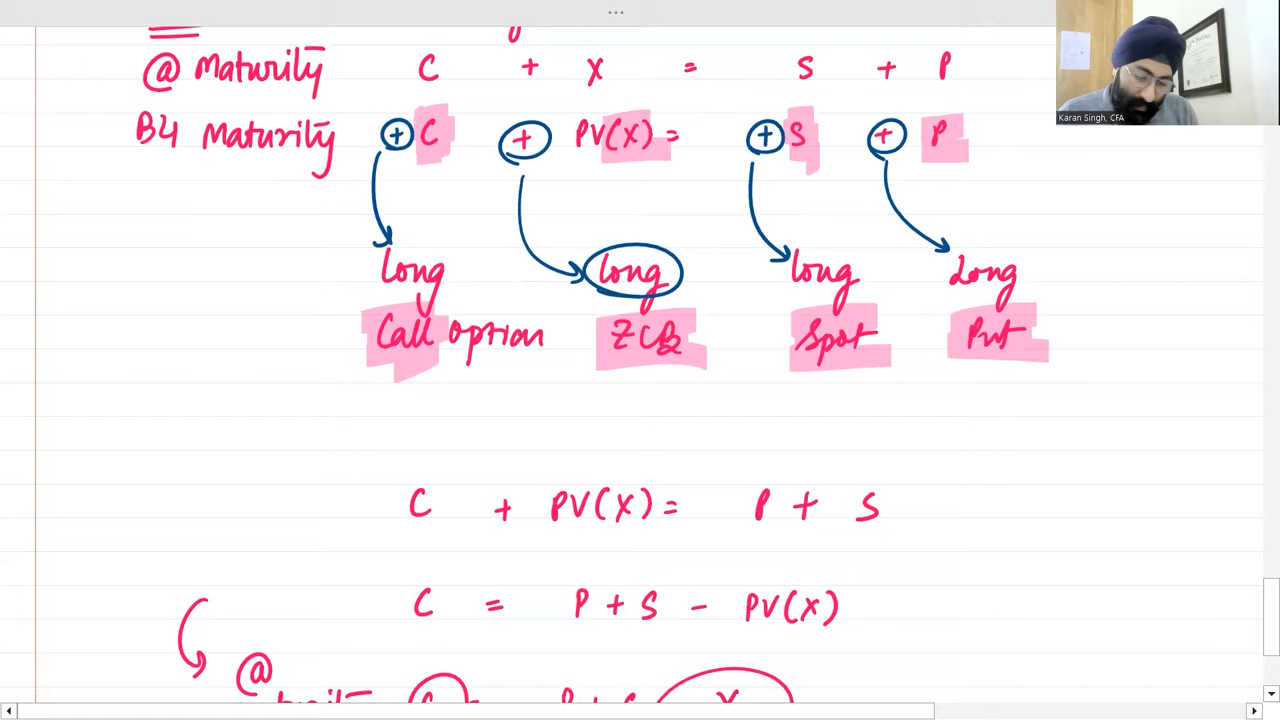 @ Maturity C + X = S + P
B4 Maturity + C + PV(X) = + S + P
Long Long Long Long
Call option ZCB Spot Put
C + PV(X) = P + S
C = P + S - PV(X)
@
C = P + S X
Karan Singh, CFA